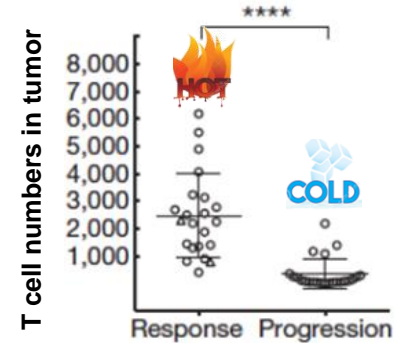 ****
T cell numbers in tumor
8,000
7,000
6,000
5,000
4,000
3,000
2,000
1,000
HOT
COLD
Response Progression